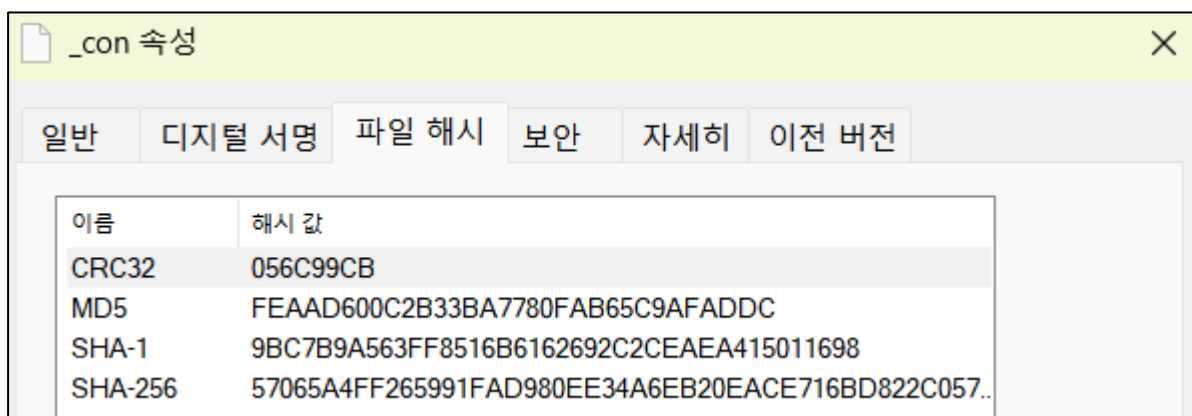 _con 속성
일반 디지털 서명 파일 해시 보안 자세히 이전 버전
이름 해시 값
CRC32 056C99CB
MD5 FEAAD600C2B33BA7780FAB65C9AFADDC
SHA-1 9BC7B9A563FF8516B6162692C2CEAEA415011698
SHA-256 57065A4FF265991FAD980EE34A6EB20EACE716BD822C057..